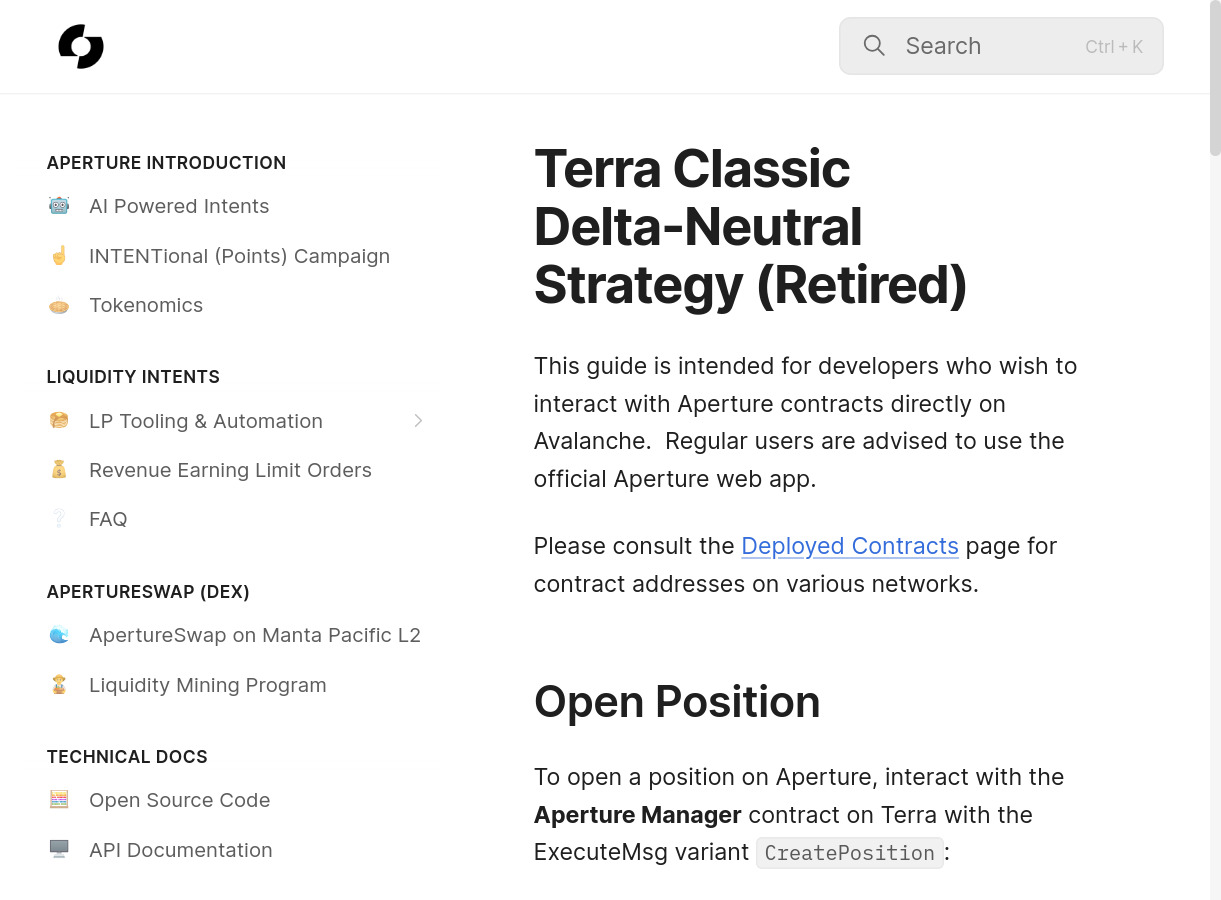 Search
Ctrl + K
APERTURE INTRODUCTION
AI Powered Intents
INTENTional (Points) Campaign
Tokenomics
LIQUIDITY INTENTS
LP Tooling & Automation
Revenue Earning Limit Orders
FAQ
APERTURESWAP (DEX)
ApertureSwap on Manta Pacific L2
Liquidity Mining Program
TECHNICAL DOCS
Open Source Code
API Documentation
Terra Classic
Delta-Neutral
Strategy (Retired)
This guide is intended for developers who wish to
interact with Aperture contracts directly on
Avalanche.  Regular users are advised to use the
official Aperture web app.
Please consult the Deployed Contracts page for
contract addresses on various networks.
Open Position
To open a position on Aperture, interact with the
Aperture Manager contract on Terra with the
ExecuteMsg variant CreatePosition: